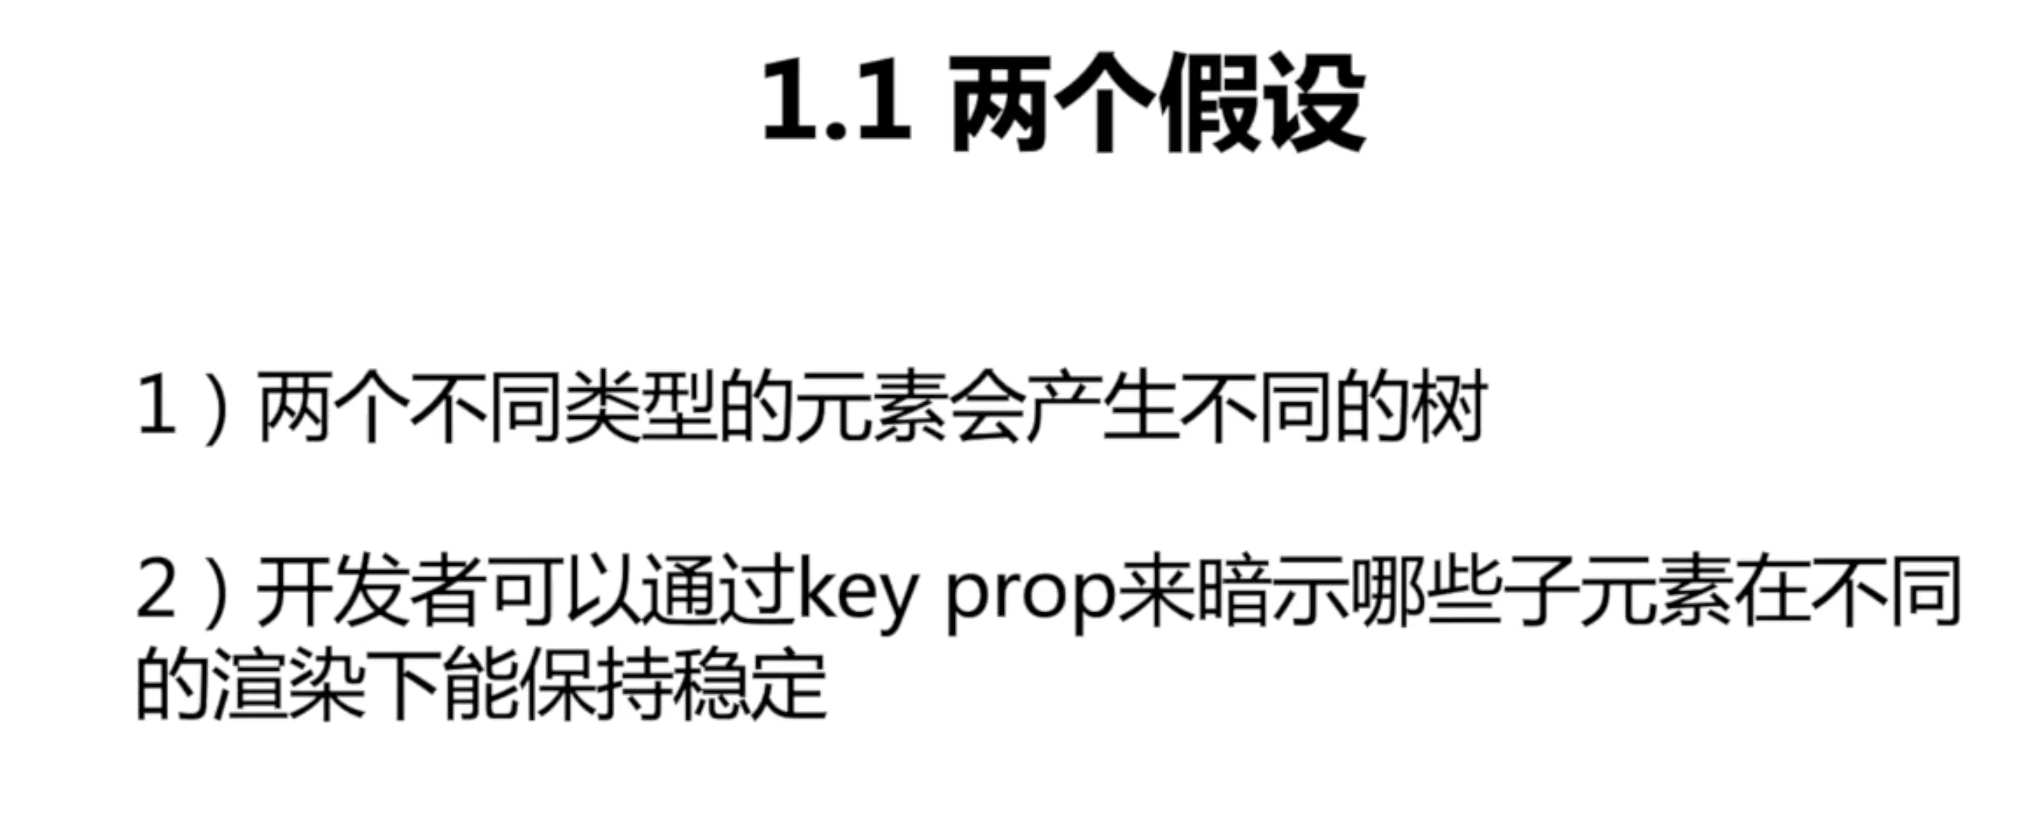 1.1 两个假设
1）两个不同类型的元素会产生不同的树
2）开发者可以通过key prop来暗示哪些子元素在不同
的渲染下能保持稳定